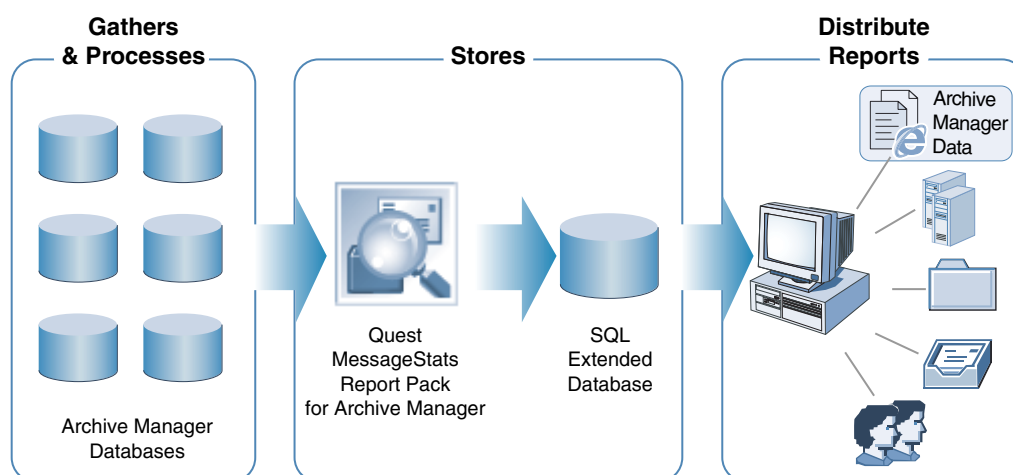 Gathers
& Processes
Stores
Distribute
Reports
Archive
Manager
Data
Quest
MessageStats
Report Pack
for Archive Manager
SQL
Extended
Database
Archive Manager
Databases